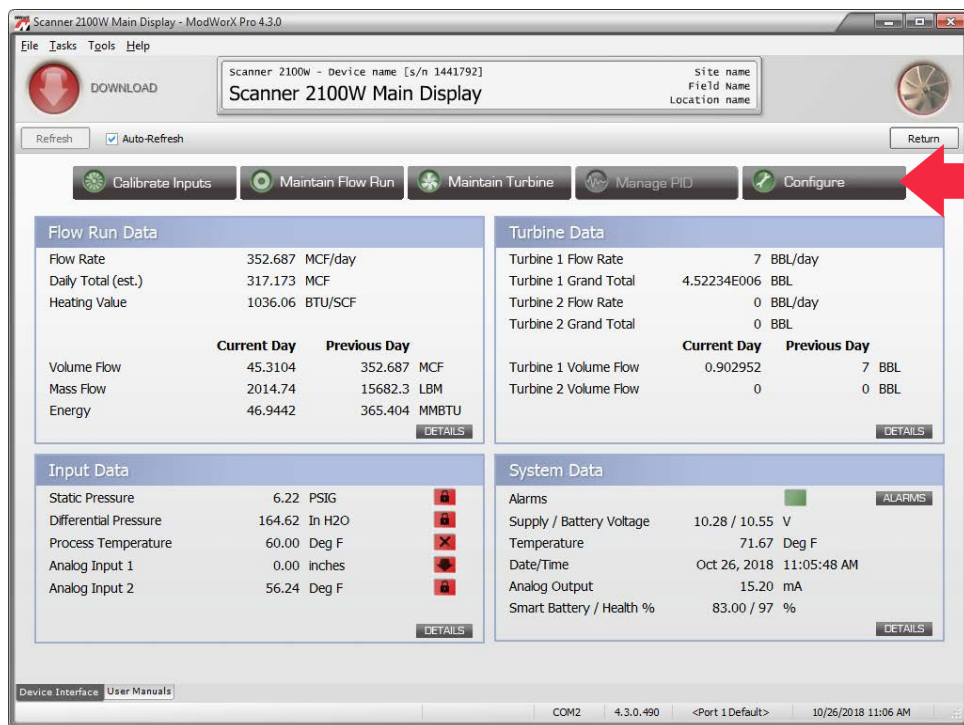 Scanner 2100W Main Display - ModWorX Pro 4.3.0
File Tasks Tools Help
DOWNLOAD
Scanner 2100W - Device name [s/n 1441792]
Scanner 2100W Main Display
Site name
Field Name
Location name
Refresh Auto-Refresh Return
Calibrate Inputs Maintain Flow Run Maintain Turbine Manage PID Configure
Flow Run Data
Flow Rate 352.687 MCF/day
Daily Total (est.) 317.173 MCF
Heating Value 1036.06 BTU/SCF
Current Day Previous Day
Volume Flow 45.3104 352.687 MCF
Mass Flow 2014.74 15682.3 LBM
Energy 46.9442 365.404 MMBTU
DETAILS
Turbine Data
Turbine 1 Flow Rate 7 BBL/day
Turbine 1 Grand Total 4.52234E006 BBL
Turbine 2 Flow Rate 0 BBL/day
Turbine 2 Grand Total 0 BBL
Current Day Previous Day
Turbine 1 Volume Flow 0.902952 7 BBL
Turbine 2 Volume Flow 0 0 BBL
DETAILS
Input Data
Static Pressure 6.22 PSIG
Differential Pressure 164.62 In H2O
Process Temperature 60.00 Deg F
Analog Input 1 0.00 inches
Analog Input 2 56.24 Deg F
DETAILS
System Data
Alarms ALARMS
Supply / Battery Voltage 10.28 / 10.55 V
Temperature 71.67 Deg F
Date/Time Oct 26, 2018 11:05:48 AM
Analog Output 15.20 mA
Smart Battery / Health % 83.00 / 97 %
DETAILS
Device Interface User Manuals
COM2 4.3.0.490 <Port 1 Default> 10/26/2018 11:06 AM